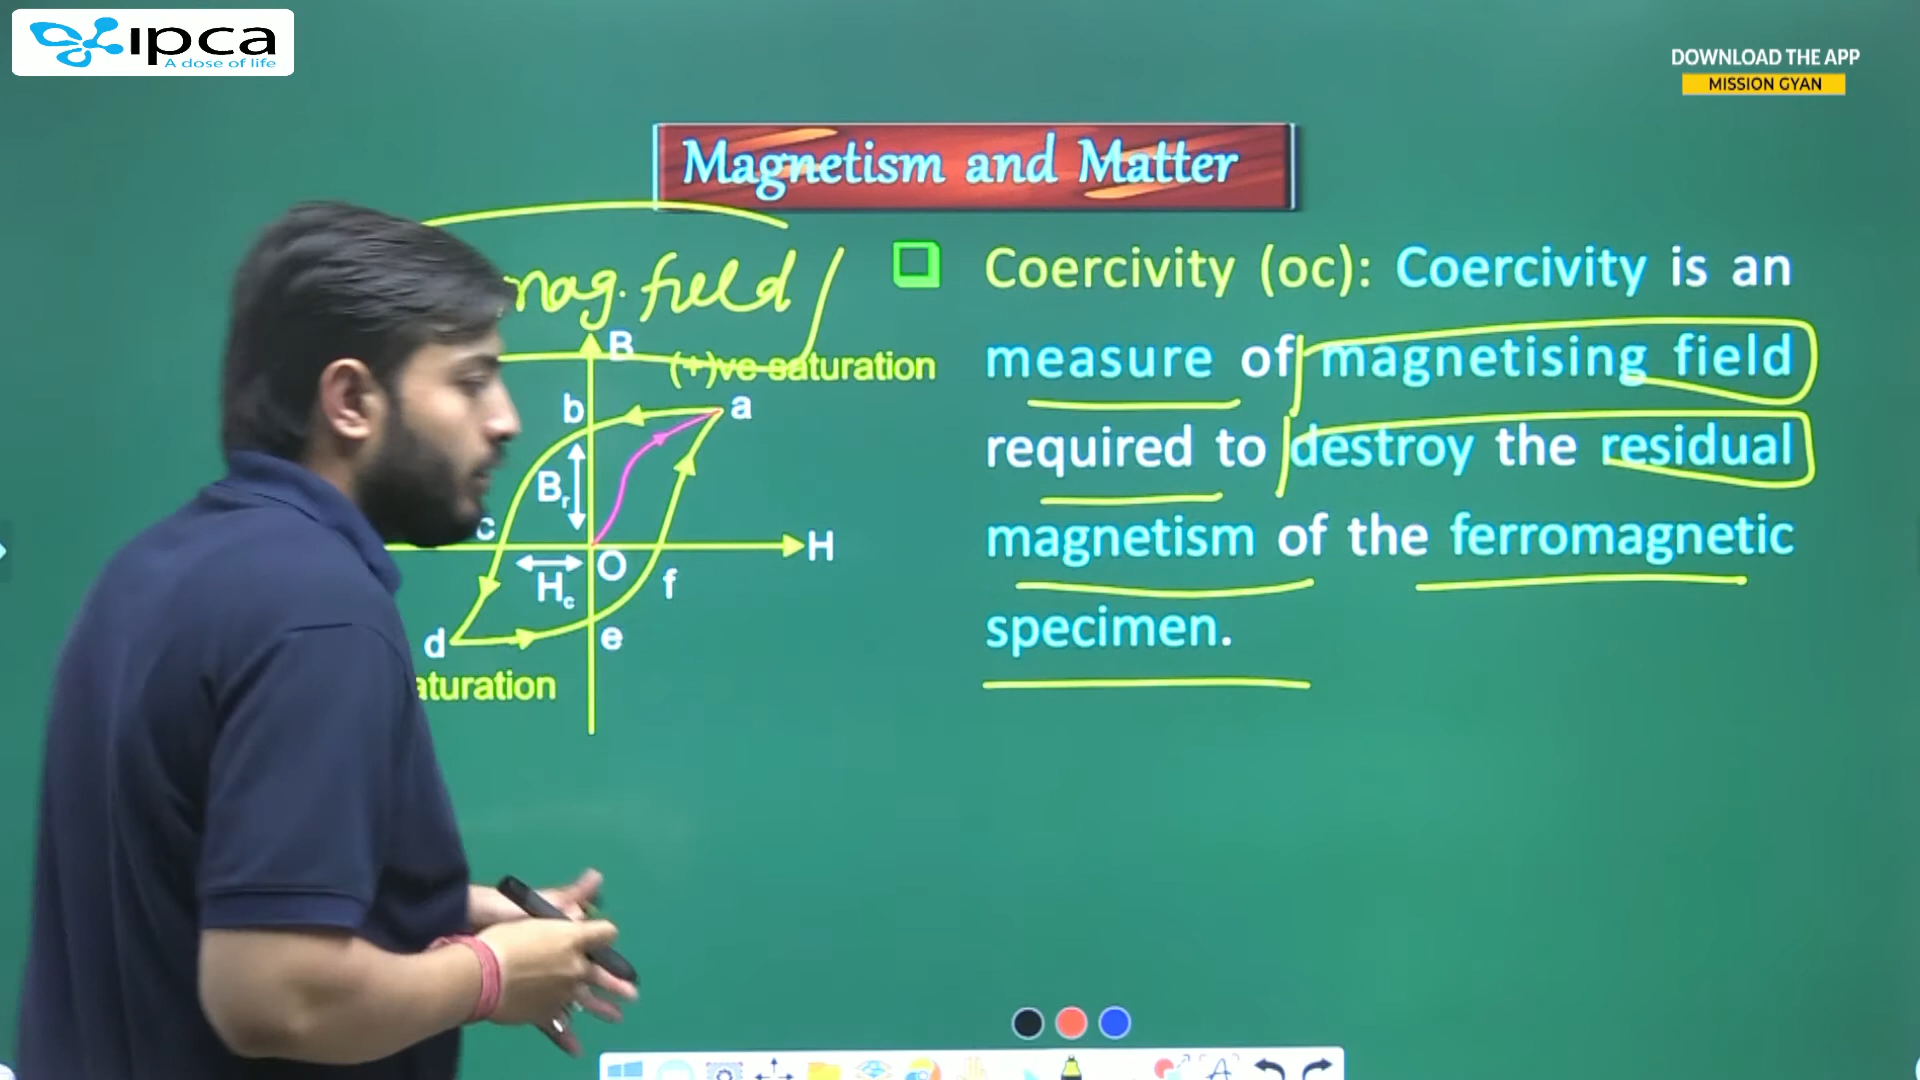 ipca
A dose of life
DOWNLOAD THE APP
MISSION GYAN
Magnetism and Matter
mag. field
B
(+)ve saturation
b
a
Br
c
O
H
Hc
f
d
e
Coercivity (oc): Coercivity is an
measure of magnetising field
required to destroy the residual
magnetism of the ferromagnetic
specimen.